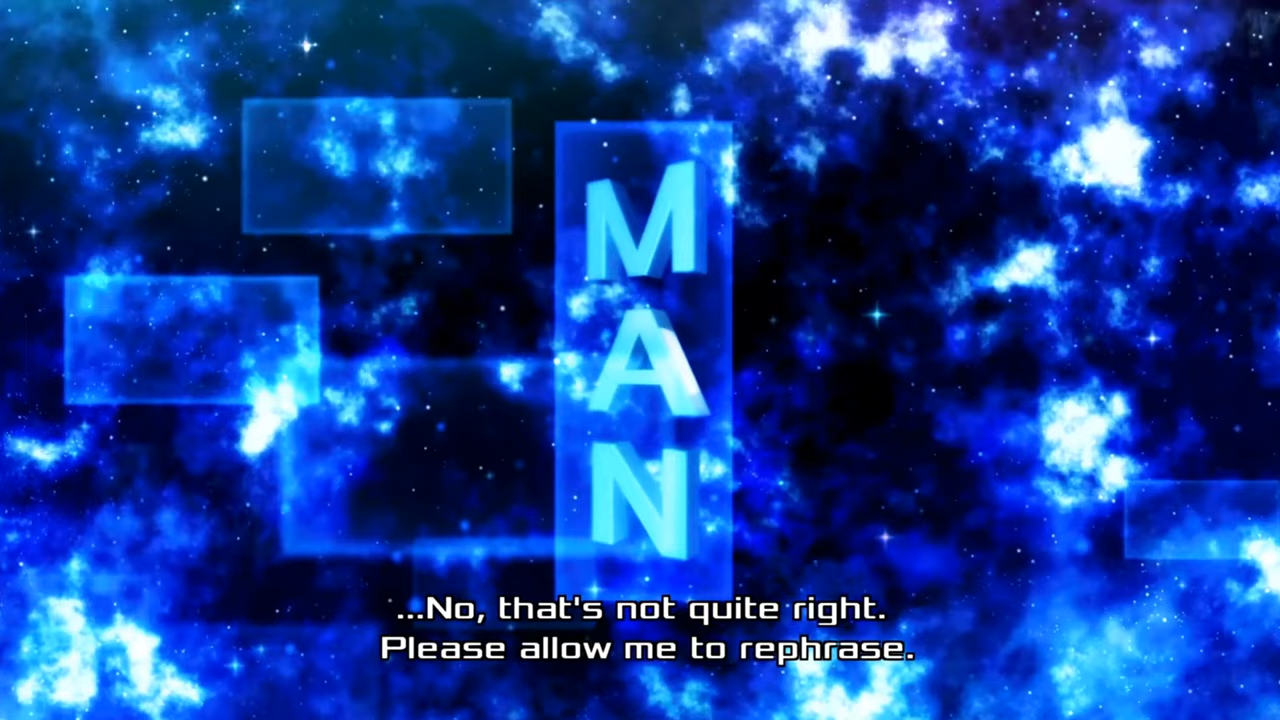 MAN
...No, that's not quite right.
Please allow me to rephrase.